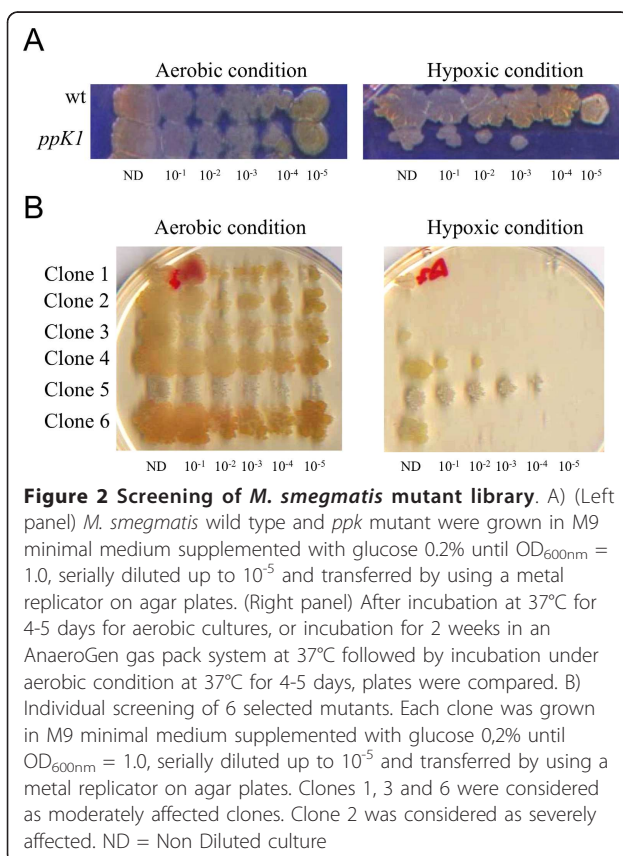 A
Aerobic condition Hypoxic condition
wt
ppK1
ND 10-1 10-2 10-3 10-4 10-5 ND 10-1 10-2 10-3 10-4 10-5
B
Aerobic condition Hypoxic condition
Clone 1
Clone 2
Clone 3
Clone 4
Clone 5
Clone 6
ND 10-1 10-2 10-3 10-4 10-5 ND 10-1 10-2 10-3 10-4 10-5
Figure 2 Screening of M. smegmatis mutant library. A) (Left
panel) M. smegmatis wild type and ppk mutant were grown in M9
minimal medium supplemented with glucose 0.2% until OD600nm =
1.0, serially diluted up to 10-5 and transferred by using a metal
replicator on agar plates. (Right panel) After incubation at 37°C for
4-5 days for aerobic cultures, or incubation for 2 weeks in an
AnaeroGen gas pack system at 37°C followed by incubation under
aerobic condition at 37°C for 4-5 days, plates were compared. B)
Individual screening of 6 selected mutants. Each clone was grown
in M9 minimal medium supplemented with glucose 0,2% until
OD600nm = 1.0, serially diluted up to 10-5 and transferred by using a
metal replicator on agar plates. Clones 1, 3 and 6 were considered
as moderately affected clones. Clone 2 was considered as severely
affected. ND = Non Diluted culture